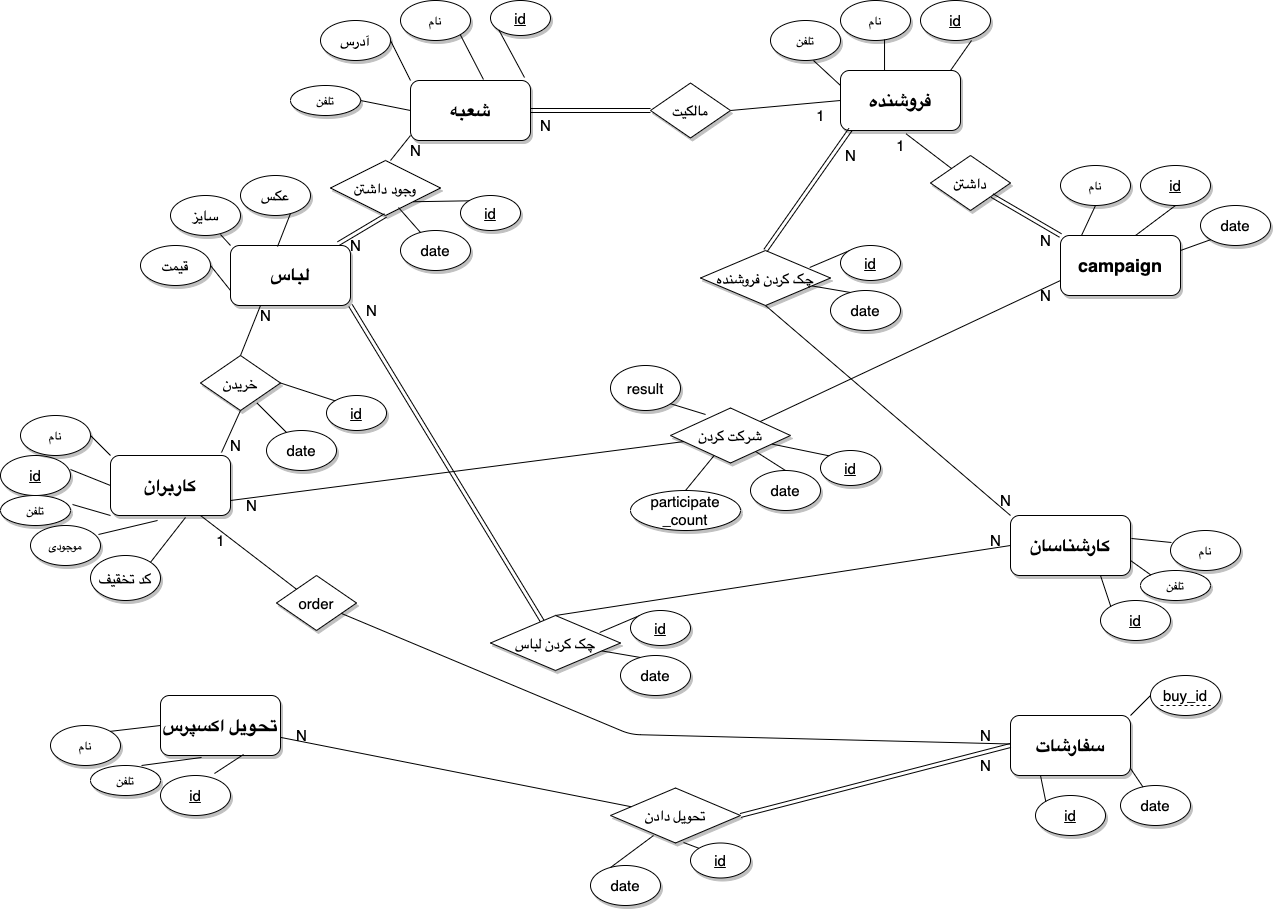 id
نام
آدرس
تلفن
شعبه
N
N
مالکیت
1
id
نام
تلفن
فروشنده
N
1
داشتن
N
نام
id
date
campaign
N
وجود داشتن
id
date
N
عکس
سایز
قیمت
لباس
N
N
چک کردن فروشنده
id
date
خریدن
id
date
N
نام
id
تلفن
موجودی
کد تخفیف
کاربران
N
1
result
شرکت کردن
id
date
participate
_count
N
N
کارشناسان
نام
تلفن
id
order
چک کردن لباس
id
date
تحویل اکسپرس
N
نام
تلفن
id
buy_id
N
N
سفارشات
id
date
تحویل دادن
id
date